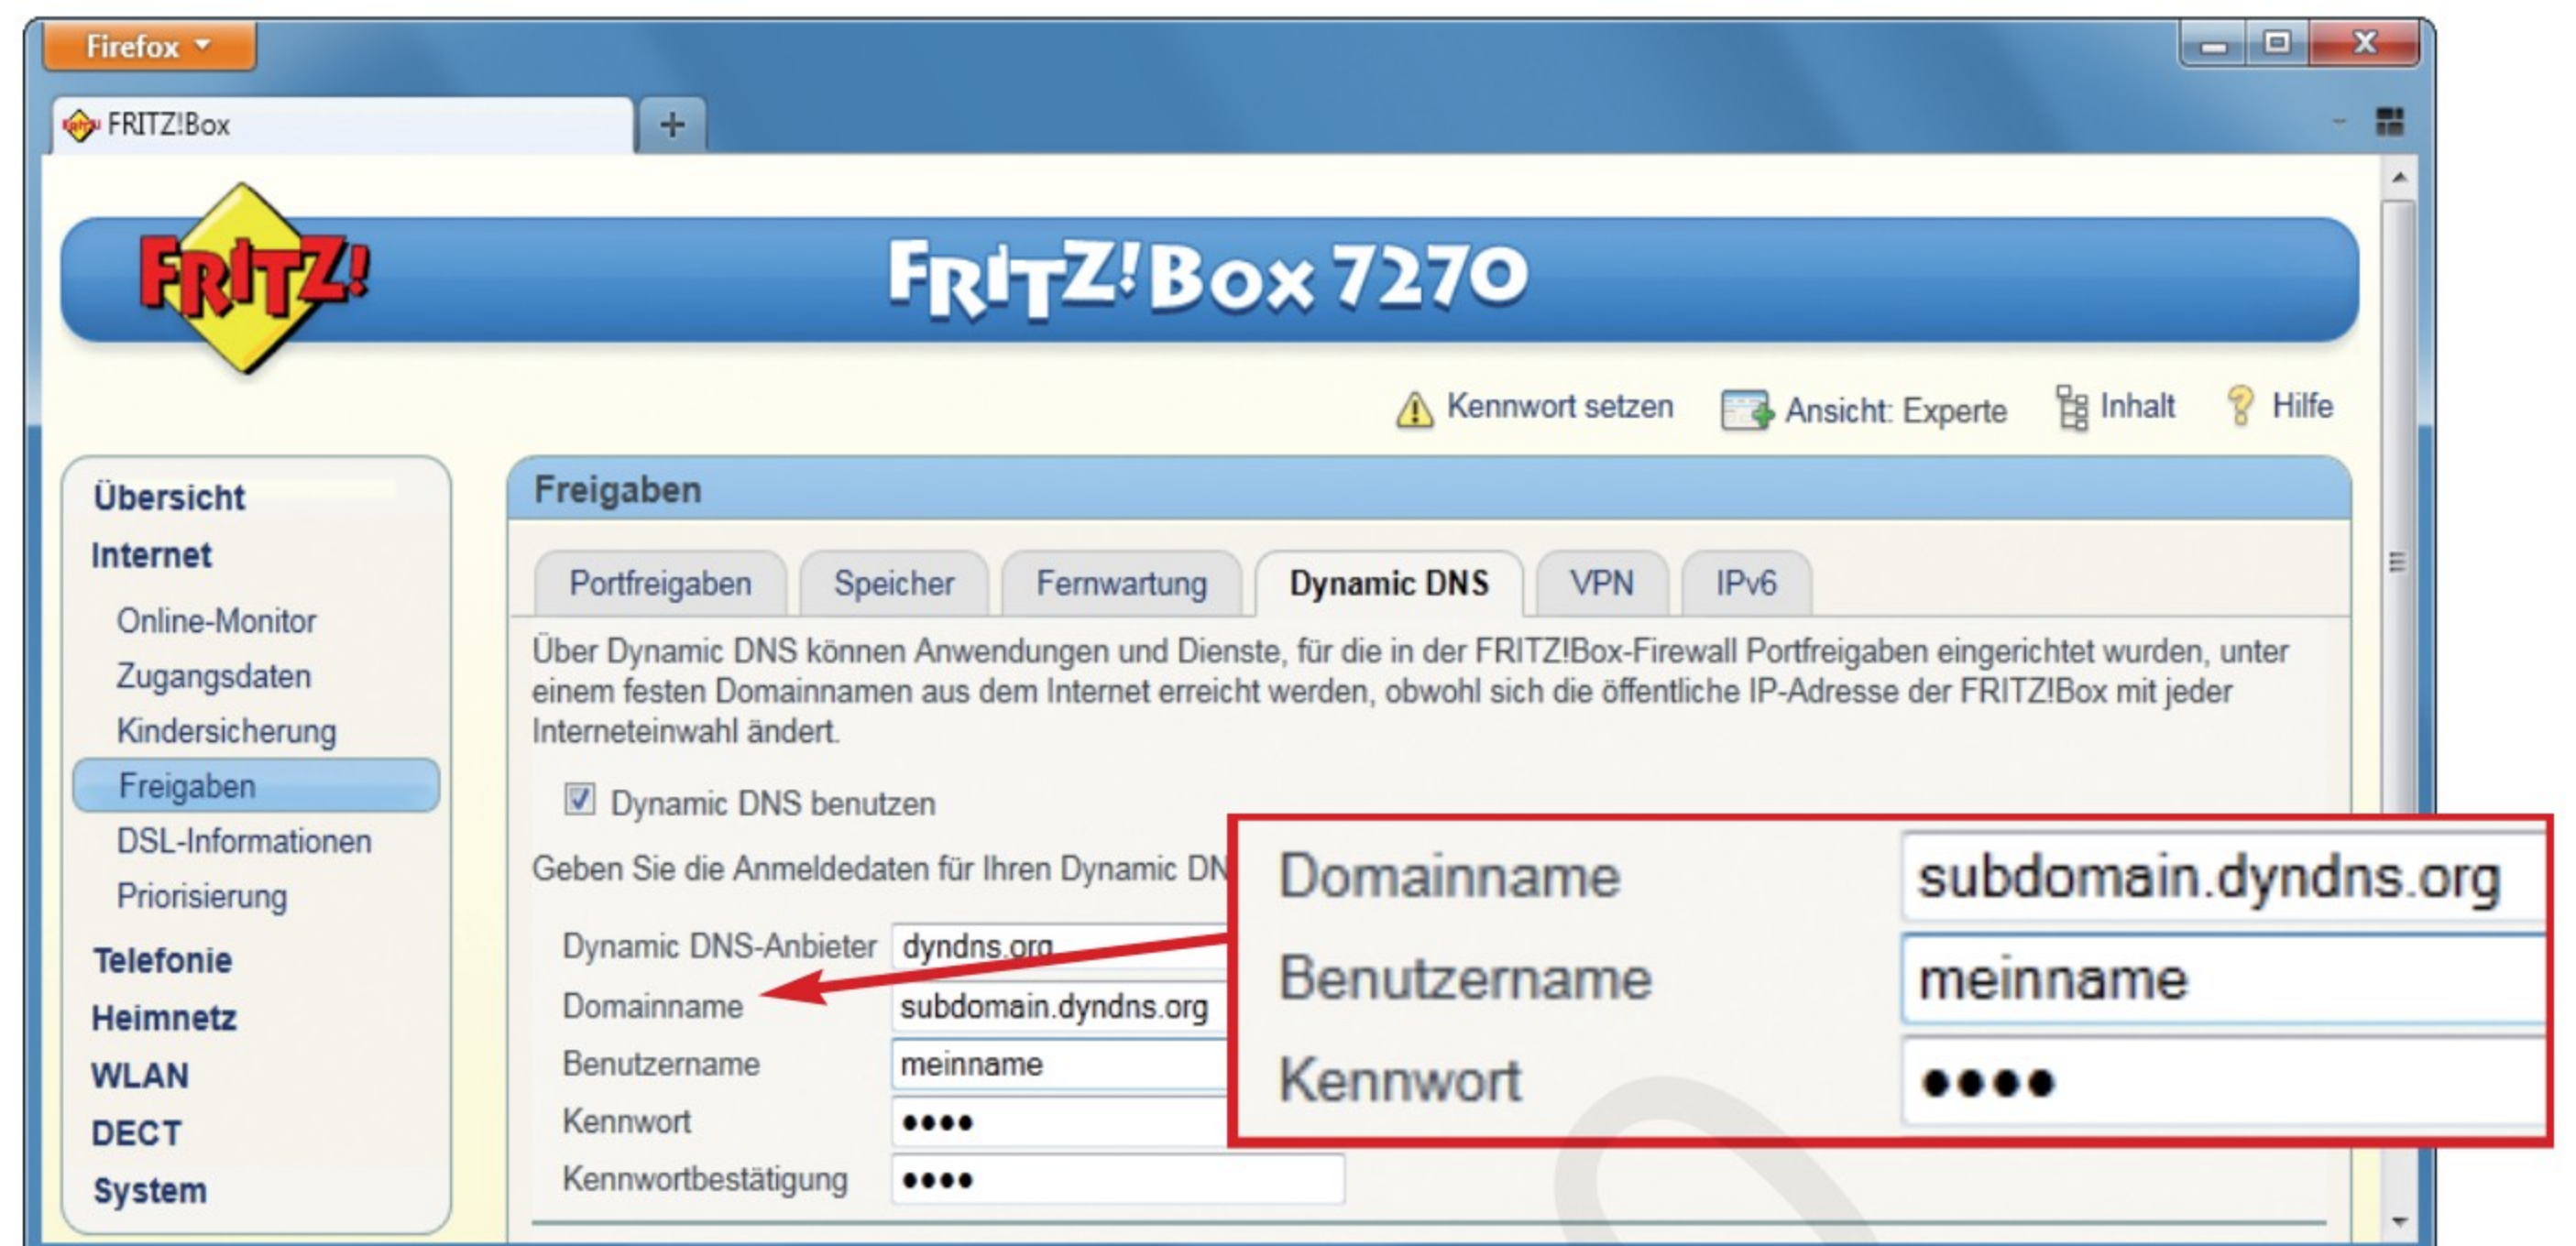 Firefox
FRITZ!Box
FRITZ!
FRITZ!Box 7270
Kennwort setzen Ansicht: Experte Inhalt Hilfe
Übersicht
Internet
Online-Monitor
Zugangsdaten
Kindersicherung
Freigaben
DSL-Informationen
Priorisierung
Telefonie
Heimnetz
WLAN
DECT
System
Freigaben
Portfreigaben Speicher Fernwartung Dynamic DNS VPN IPv6
Über Dynamic DNS können Anwendungen und Dienste, für die in der FRITZ!Box-Firewall Portfreigaben eingerichtet wurden, unter
einem festen Domainnamen aus dem Internet erreicht werden, obwohl sich die öffentliche IP-Adresse der FRITZ!Box mit jeder
Interneteinwahl ändert.
Dynamic DNS benutzen
Geben Sie die Anmeldedaten für Ihren Dynamic DN
Dynamic DNS-Anbieter dyndns.org
Domainname subdomain.dyndns.org
Benutzername meinname
Kennwort ••••
Kennwortbestätigung ••••
Domainname subdomain.dyndns.org
Benutzername meinname
Kennwort ••••